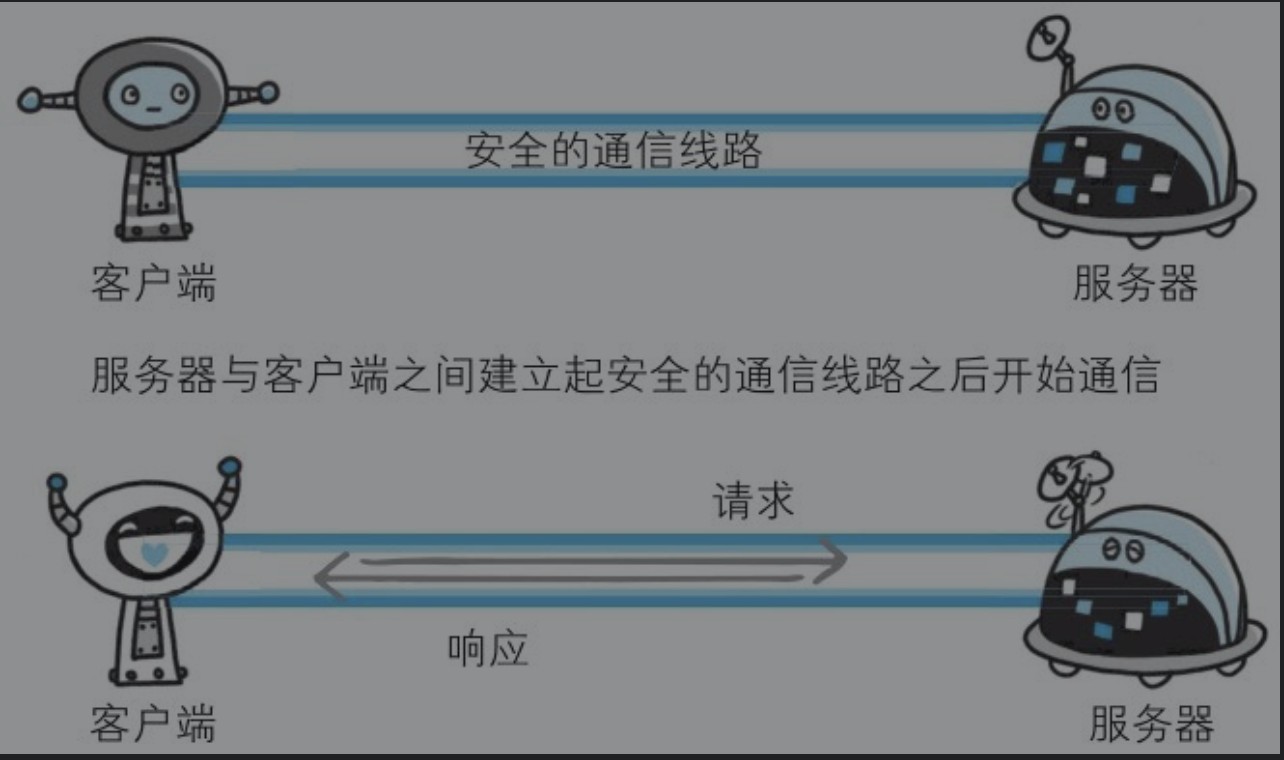 安全的通信线路
客户端
服务器
服务器与客户端之间建立起安全的通信线路之后开始通信
请求
响应
客户端
服务器